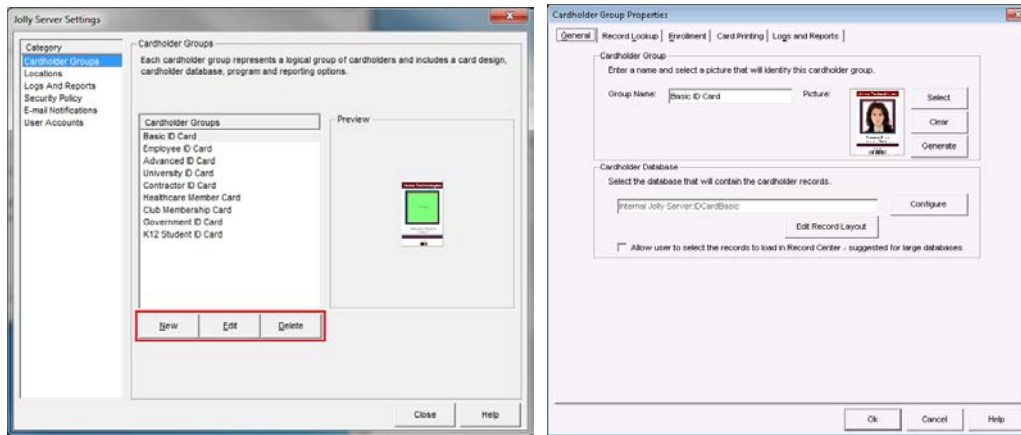 Jolly Server Settings
Category
Cardholder Groups
Locations
Logs And Reports
Security Policy
E-mail Notifications
User Accounts
Cardholder Groups
Each cardholder group represents a logical group of cardholders and includes a card design,
cardholder database, program and reporting options.
Cardholder Groups
Basic ID Card
Employee ID Card
Advanced ID Card
University ID Card
Contractor ID Card
Healthcare Member Card
Club Membership Card
Government ID Card
K12 Student ID Card
Preview
New Edit Delete
Close Help
Cardholder Group Properties
General Record Lookup Enrollment Card Printing Logs and Reports
Cardholder Group
Enter a name and select a picture that will identify this cardholder group.
Group Name: Basic ID Card Picture:
Select
Clear
Generate
Cardholder Database
Select the database that will contain the cardholder records.
Internal Jolly Server:IDCardBasic Configure
Edit Record Layout
Allow user to select the records to load in Record Center - suggested for large databases
Ok Cancel Help